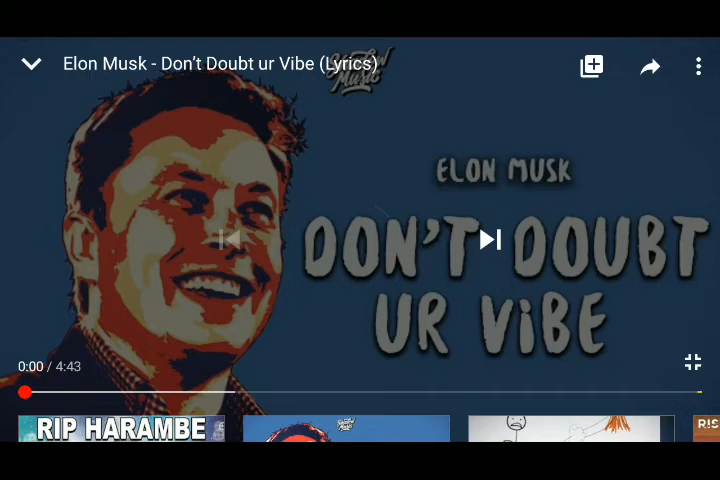 Elon Musk - Don’t Doubt ur Vibe (Lyrics)
ELON MUSK
DON'T DOUBT
UR ViBE
0:00 / 4:43
RIP HARAMBE